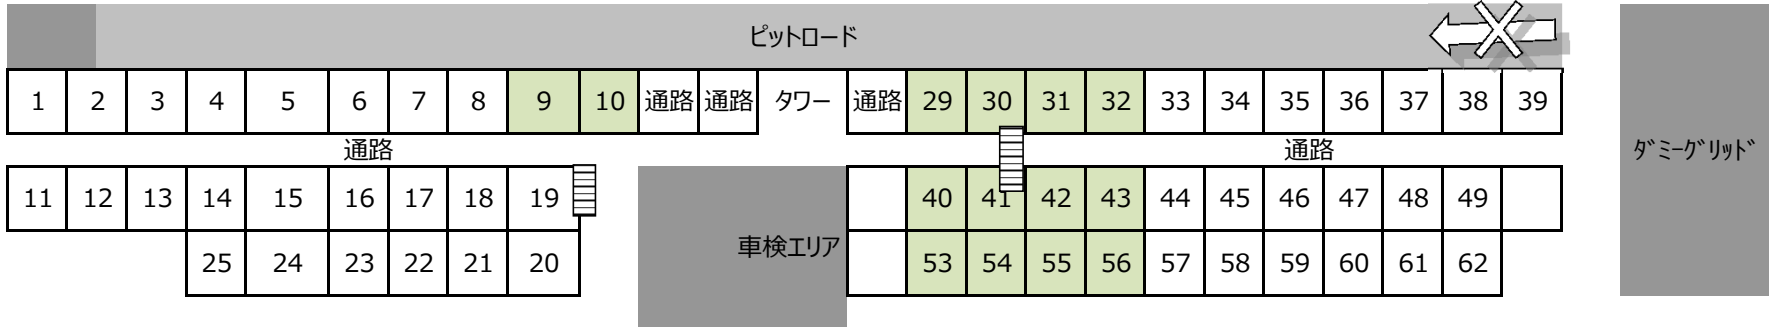 ピットロード
1 2 3 4 5 6 7 8 9 10 通路 通路 タワー 通路 29 30 31 32 33 34 35 36 37 38 39
通路 通路 ダミーグリッド
11 12 13 14 15 16 17 18 19 40 41 42 43 44 45 46 47 48 49
車検エリア
25 24 23 22 21 20 53 54 55 56 57 58 59 60 61 62